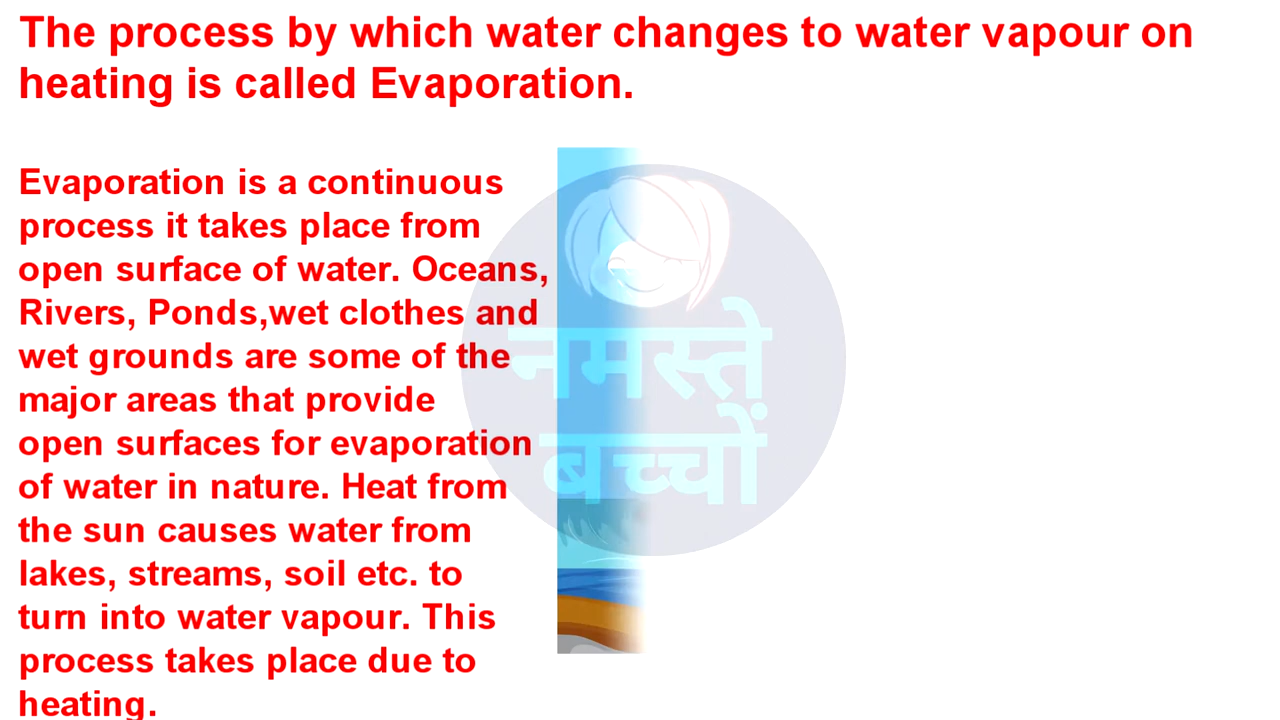 The process by which water changes to water vapour on
heating is called Evaporation.
Evaporation is a continuous
process it takes place from
open surface of water. Oceans,
Rivers, Ponds,wet clothes and
wet grounds are some of the
major areas that provide
open surfaces for evaporation
of water in nature. Heat from
the sun causes water from
lakes, streams, soil etc. to
turn into water vapour. This
process takes place due to
heating.
नमस्ते
बच्चों